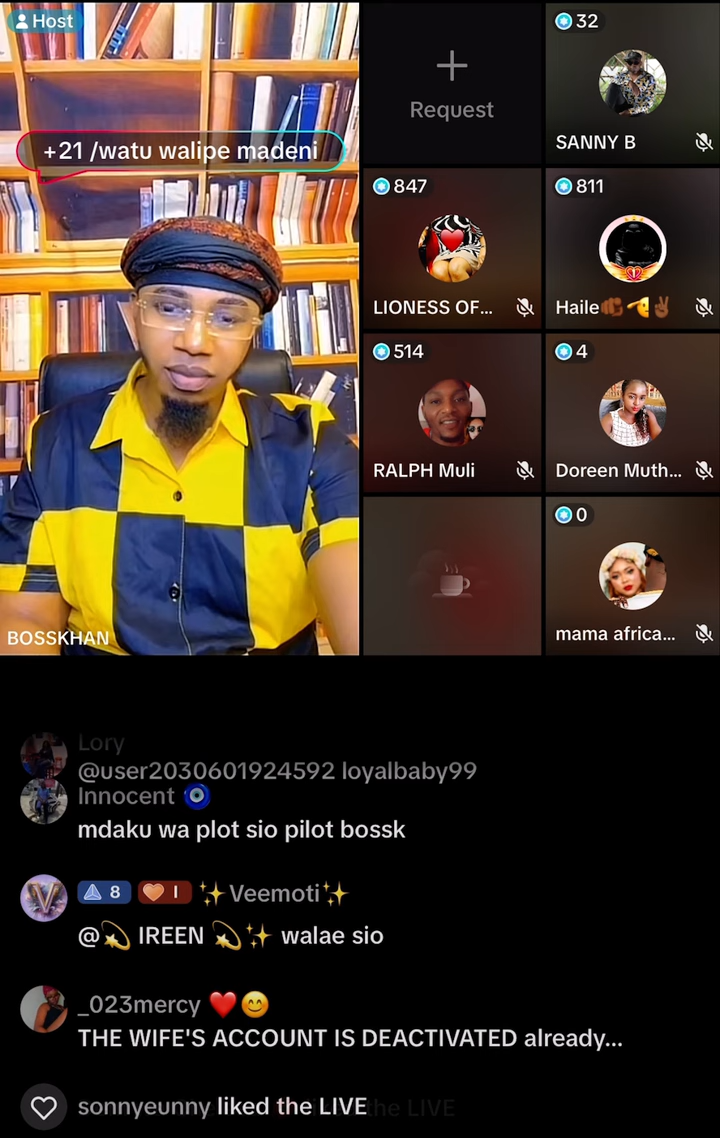 Host
+21 /watu walipe madeni
BOSSKHAN
Request
32
SANNY B
847
LIONESS OF...
811
Haile
514
RALPH Muli
4
Doreen Muth...
0
mama africa...
Lory
@user2030601924592 loyalbaby99
Innocent 🧿
mdaku wa plot sio pilot bossk
8 I ✨Veemoti✨
@💫 IREEN 💫✨ walae sio
_023mercy ❤️😊
THE WIFE'S ACCOUNT IS DEACTIVATED already...
sonnyeunny liked the LIVE